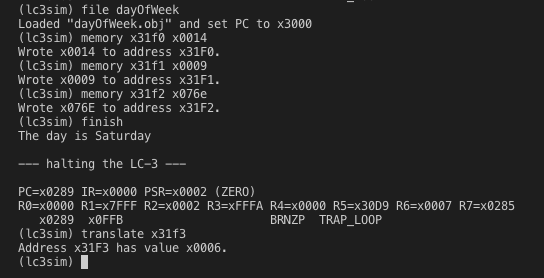 (lc3sim) file dayOfWeek
Loaded "dayOfWeek.obj" and set PC to x3000
(lc3sim) memory x31f0 x0014
Wrote x0014 to address x31F0.
(lc3sim) memory x31f1 x0009
Wrote x0009 to address x31F1.
(lc3sim) memory x31f2 x076e
Wrote x076E to address x31F2.
(lc3sim) finish
The day is Saturday
--- halting the LC-3 ---
PC=x0289 IR=x0000 PSR=x0002 (ZERO)
R0=x0000 R1=x7FFF R2=x0002 R3=xFFFA R4=x0000 R5=x30D9 R6=x0007 R7=x0285
x0289 x0FFB BRNZP TRAP_LOOP
(lc3sim) translate x31f3
Address x31F3 has value x0006.
(lc3sim)